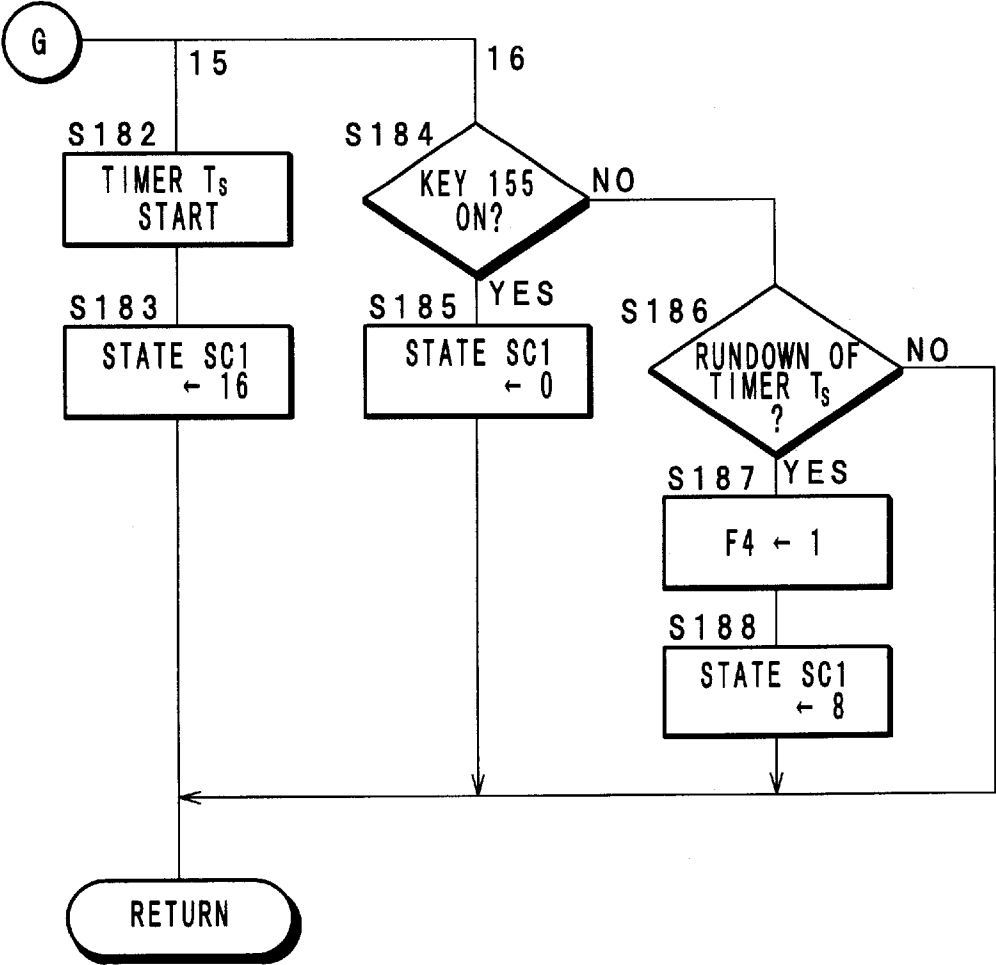 G
15
16
S182
TIMER Ts
START
S183
STATE SC1
← 16
S184
KEY 155
ON?
NO
YES
S185
STATE SC1
← 0
S186
RUNDOWN OF
TIMER Ts
?
NO
YES
S187
F4 ← 1
S188
STATE SC1
← 8
RETURN